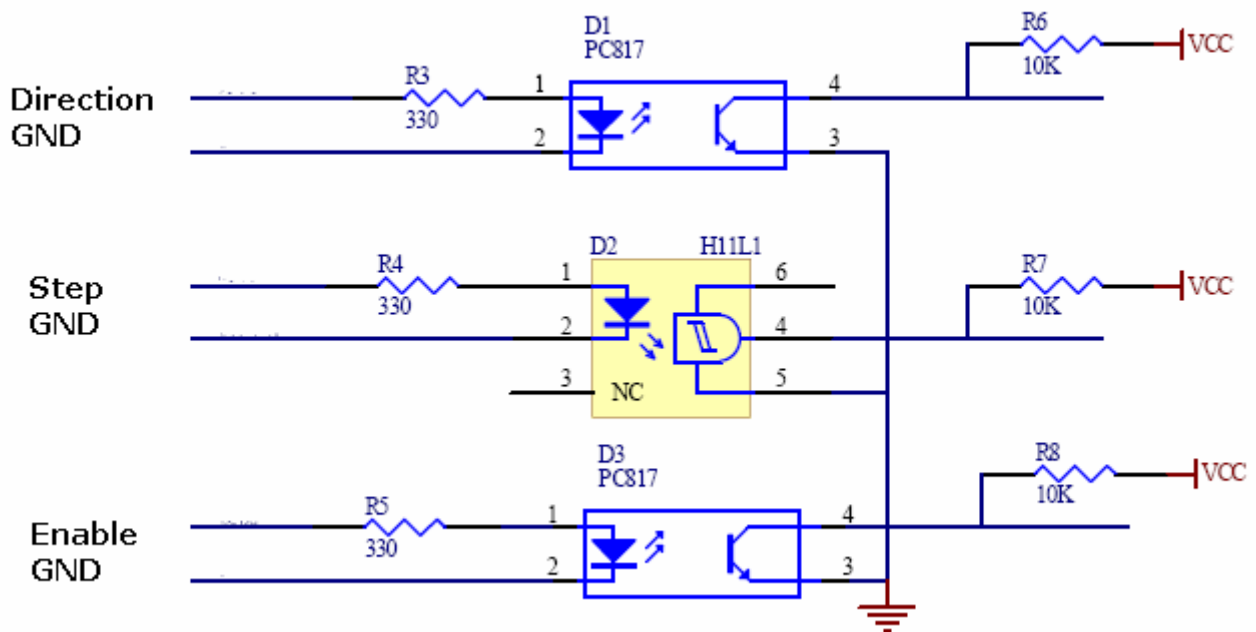 D1
PC817
R6
10K
VCC
Direction
GND
R3
330
1
2
4
3
D2
H11L1
Step
GND
R4
330
1
2
3
NC
6
4
5
R7
10K
VCC
D3
PC817
Enable
GND
R5
330
1
2
4
3
R8
10K
VCC